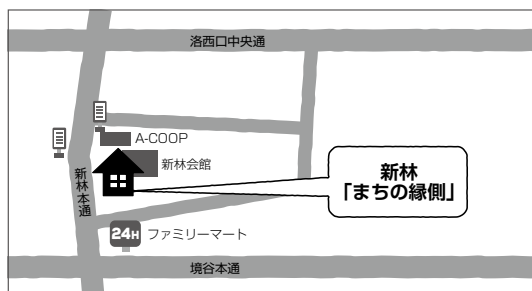 洛西口中央通
A-COOP
新林会館
新林本通
新林
「まちの縁側」
24H
ファミリーマート
境谷本通